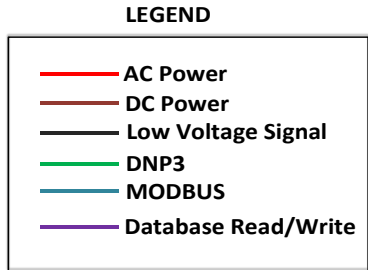 LEGEND
AC Power
DC Power
Low Voltage Signal
DNP3
MODBUS
Database Read/Write